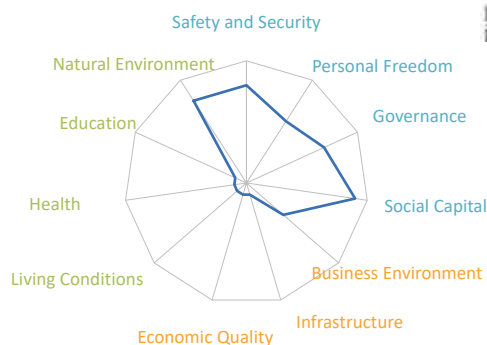 Safety and Security
Natural Environment
Personal Freedom
Education
Governance
Health
Social Capital
Living Conditions
Business Environment
Infrastructure
Economic Quality